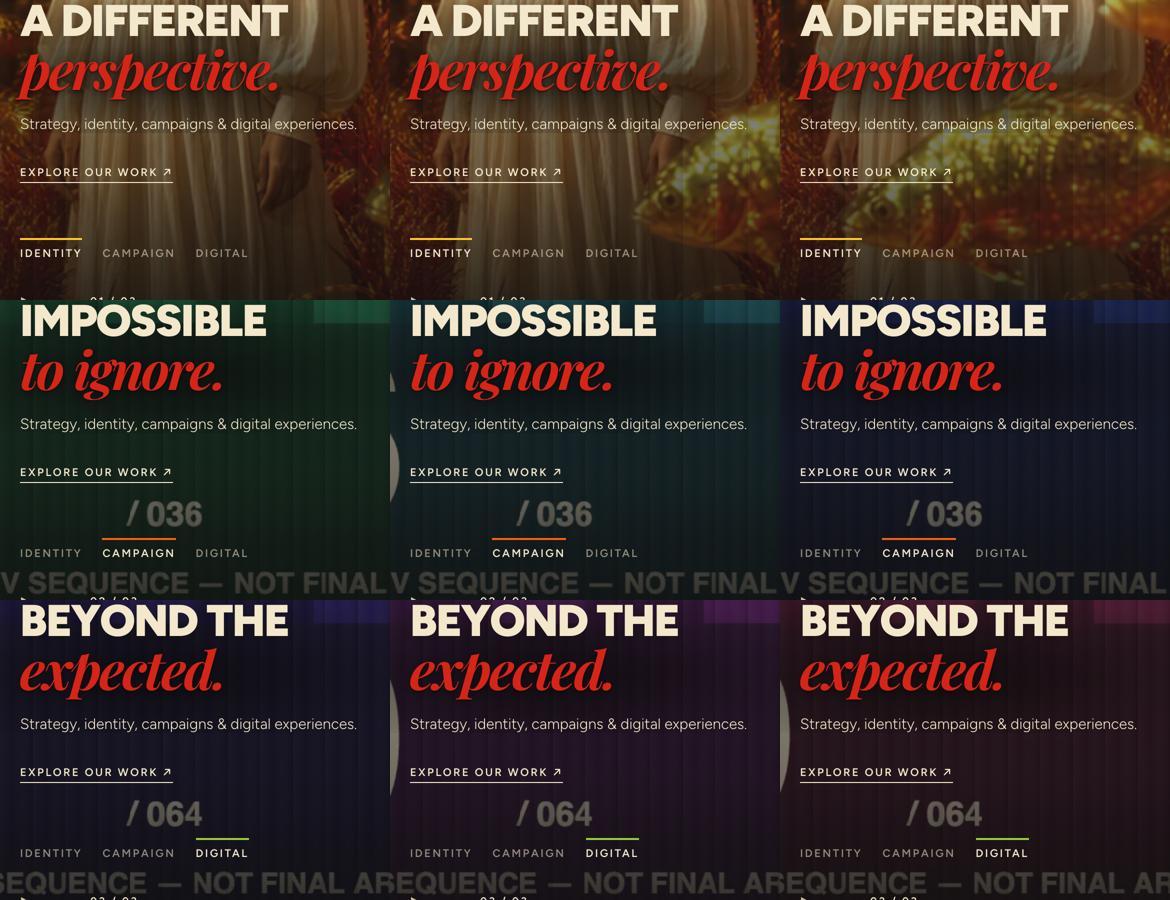 A DIFFERENT A DIFFERENT A DIFFERENT
perspective. perspective. perspective.
Strategy, identity, campaigns & digital experiences. Strategy, identity, campaigns & digital experiences. Strategy, identity, campaigns & digital experiences.
EXPLORE OUR WORK ↗ EXPLORE OUR WORK ↗ EXPLORE OUR WORK ↗
IDENTITY CAMPAIGN DIGITAL IDENTITY CAMPAIGN DIGITAL IDENTITY CAMPAIGN DIGITAL
IMPOSSIBLE IMPOSSIBLE IMPOSSIBLE
to ignore. to ignore. to ignore.
Strategy, identity, campaigns & digital experiences. Strategy, identity, campaigns & digital experiences. Strategy, identity, campaigns & digital experiences.
EXPLORE OUR WORK ↗ EXPLORE OUR WORK ↗ EXPLORE OUR WORK ↗
/ 036 / 036 / 036
IDENTITY CAMPAIGN DIGITAL IDENTITY CAMPAIGN DIGITAL IDENTITY CAMPAIGN DIGITAL
V SEQUENCE — NOT FINAL V SEQUENCE — NOT FINAL V SEQUENCE — NOT FINAL
BEYOND THE BEYOND THE BEYOND THE
expected. expected. expected.
Strategy, identity, campaigns & digital experiences. Strategy, identity, campaigns & digital experiences. Strategy, identity, campaigns & digital experiences.
EXPLORE OUR WORK ↗ EXPLORE OUR WORK ↗ EXPLORE OUR WORK ↗
/ 064 / 064 / 064
IDENTITY CAMPAIGN DIGITAL IDENTITY CAMPAIGN DIGITAL IDENTITY CAMPAIGN DIGITAL
SEQUENCE — NOT FINAL AR EQUENCE — NOT FINAL AR EQUENCE — NOT FINAL AR